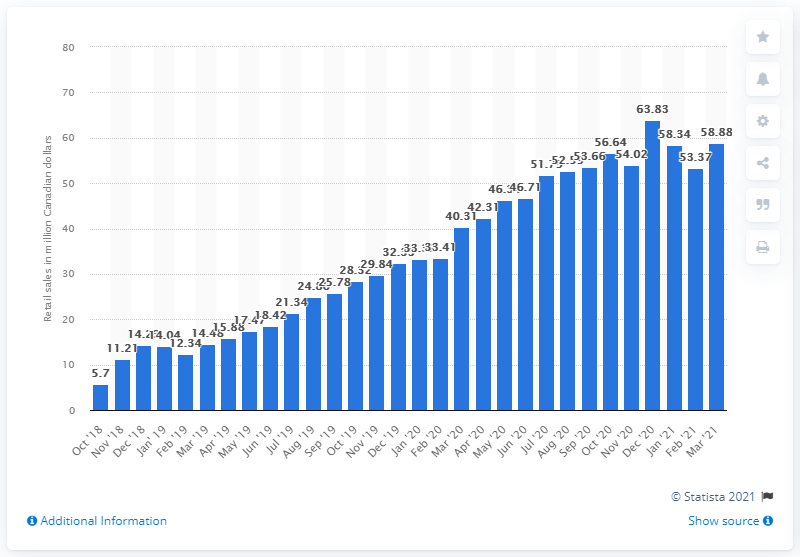 80
70
60
50
40
30
20
10
0
Retail sales in million Canadian dollars
5.7
11.21
14.04
12.34
14.48
15.88
17.47
18.42
21.34
25.78
29.84
33.41
40.31
42.31
46.71
53.66
56.64
54.02
63.83
58.34
53.37
58.88
Oct '18
Nov '18
Dec '18
Jan' 19
Feb '19
Mar '19
Apr '19
May '19
Jun '19
Jul '19
Aug '19
Sep '19
Oct '19
Nov '19
Dec '19
Jan '20
Feb '20
Mar '20
Apr '20
May '20
Jun '20
Jul '20
Aug '20
Sep '20
Oct '20
Nov '20
Dec '20
Jan '21
Feb '21
Mar '21
© Statista 2021
Additional Information
Show source